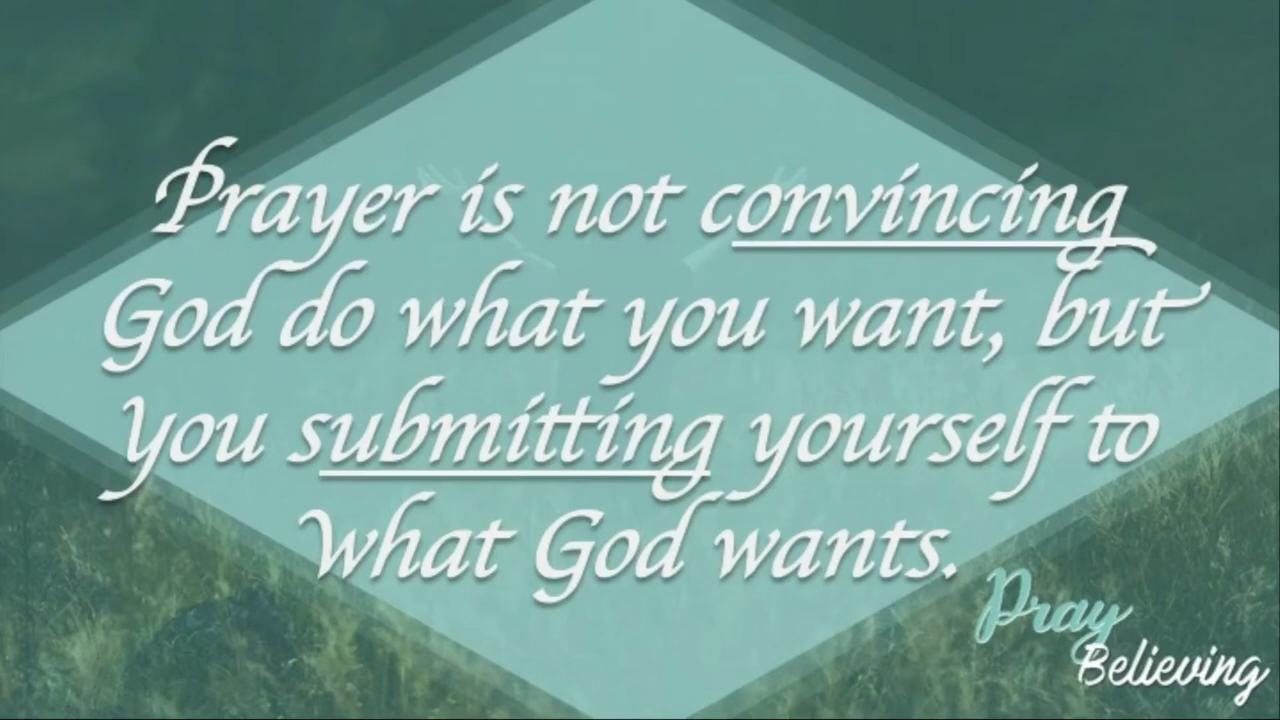 Prayer is not convincing
God do what you want, but
you submitting yourself to
what God wants.
Pray
Believing